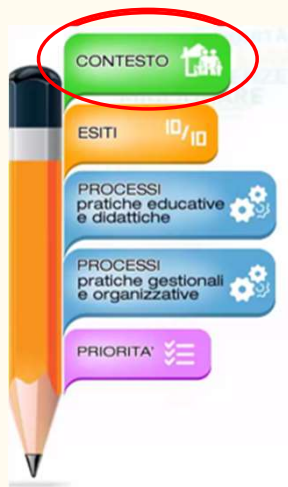 CONTESTO
ESITI 10/10
PROCESSI
pratiche educative
e didattiche
PROCESSI
pratiche gestionali
e organizzative
PRIORITA'